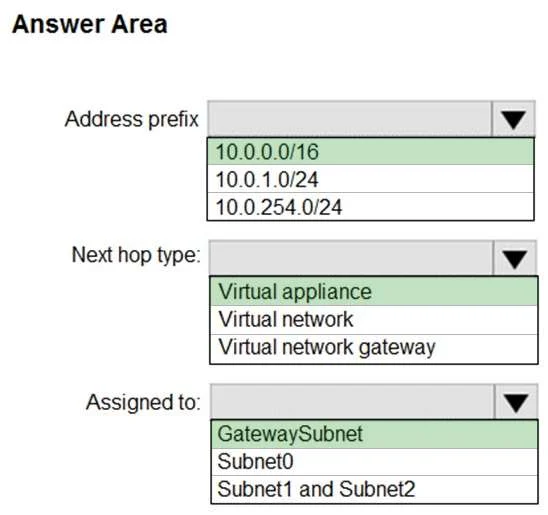 Answer Area
Address prefix
10.0.0.0/16
10.0.1.0/24
10.0.254.0/24
Next hop type:
Virtual appliance
Virtual network
Virtual network gateway
Assigned to:
GatewaySubnet
Subnet0
Subnet1 and Subnet2